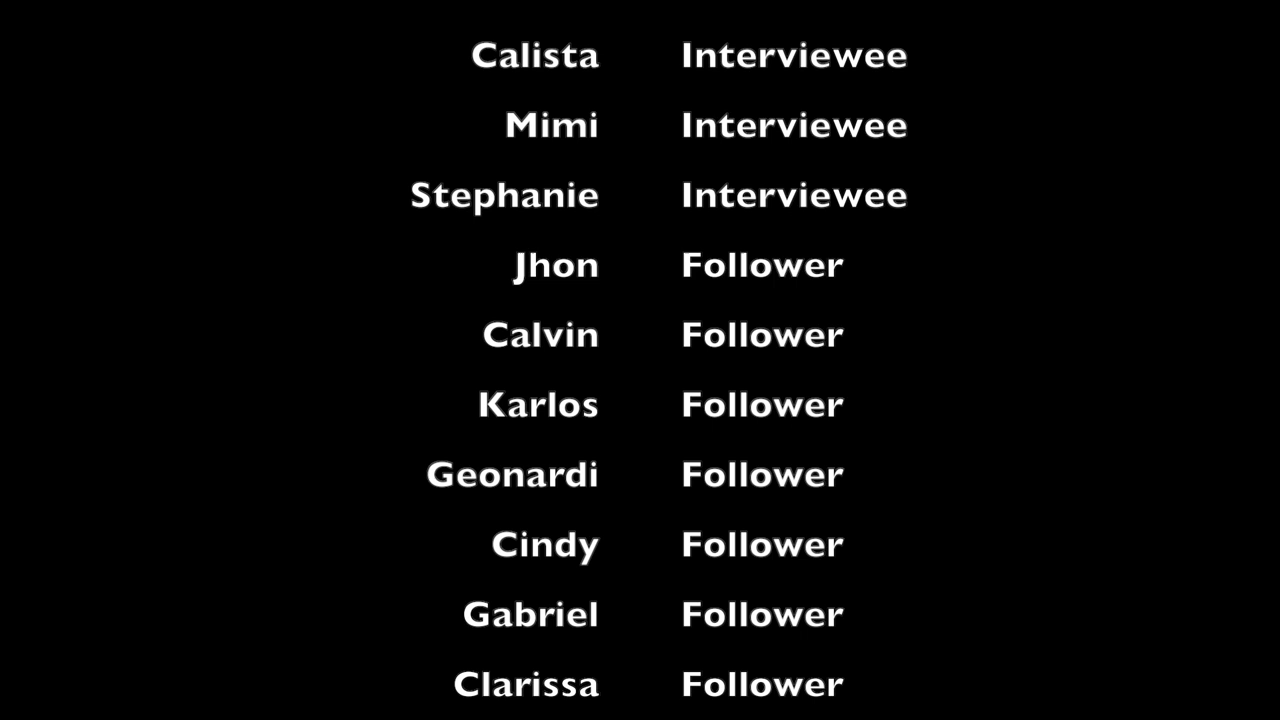 Calista Interviewee
Mimi Interviewee
Stephanie Interviewee
Jhon Follower
Calvin Follower
Karlos Follower
Geonardi Follower
Cindy Follower
Gabriel Follower
Clarissa Follower